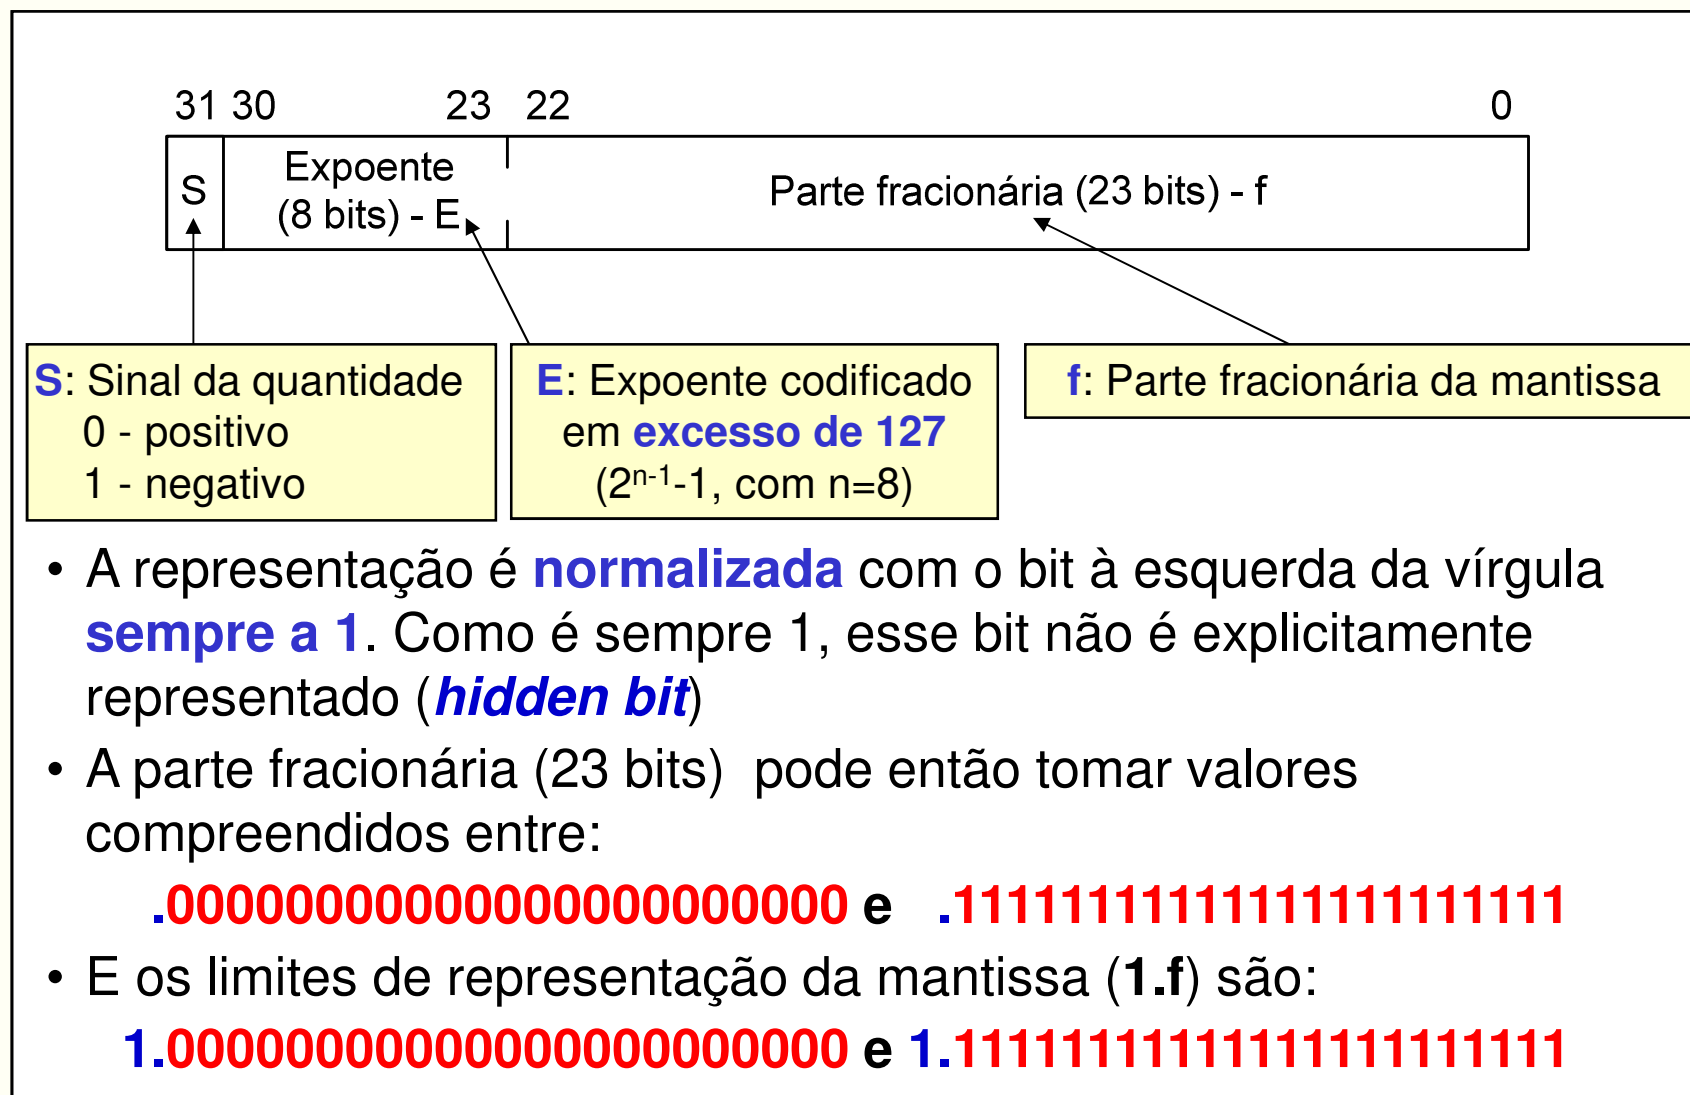 31 30 23 22 0
S
Expoente
(8 bits) - E
Parte fracionária (23 bits) - f
S: Sinal da quantidade
0 - positivo
1 - negativo
E: Expoente codificado
em excesso de 127
(2ⁿ⁻¹-1, com n=8)
f: Parte fracionária da mantissa
• A representação é normalizada com o bit à esquerda da vírgula
sempre a 1. Como é sempre 1, esse bit não é explicitamente
representado (hidden bit)
• A parte fracionária (23 bits) pode então tomar valores
compreendidos entre:
.00000000000000000000000 e .11111111111111111111111
• E os limites de representação da mantissa (1.f) são:
1.00000000000000000000000 e 1.11111111111111111111111